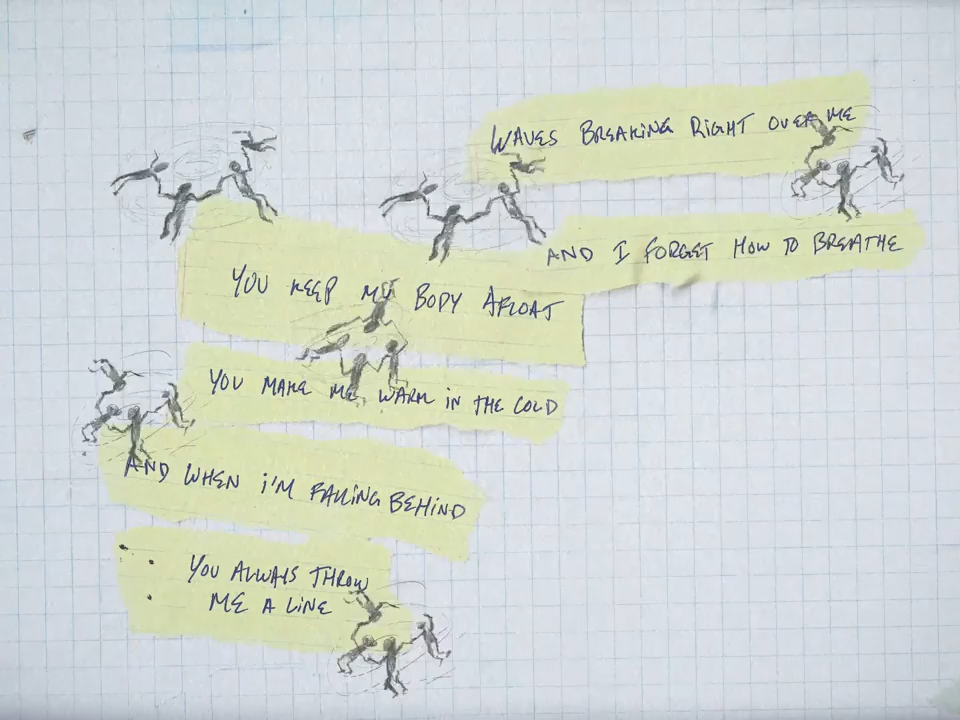 WAVES BREAKING RIGHT OVER ME
AND I FORGET HOW TO BREATHE
YOU KEEP MY BODY AFLOAT
YOU MAKE ME WARM IN THE COLD
AND WHEN I'M FALLING BEHIND
YOU ALWAYS THROW
ME A LINE